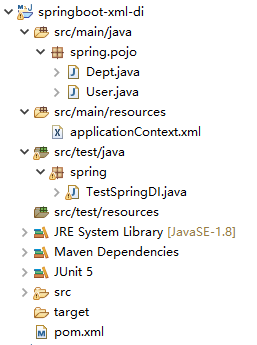 springboot-xml-di
src/main/java
spring.pojo
Dept.java
User.java
src/main/resources
applicationContext.xml
src/test/java
spring
TestSpringDI.java
src/test/resources
JRE System Library [JavaSE-1.8]
Maven Dependencies
JUnit 5
src
target
pom.xml